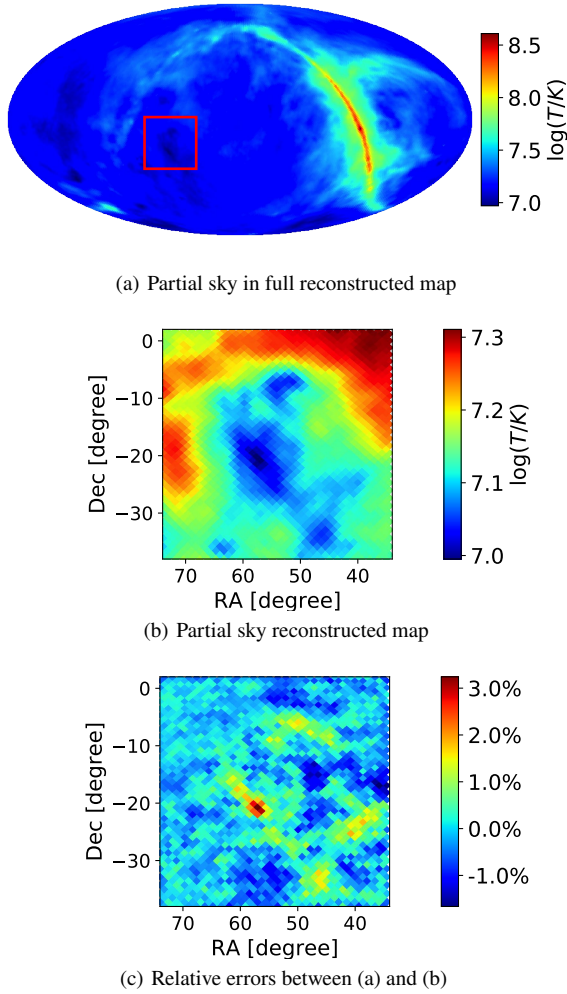 8.5
8.0
7.5
7.0
log(T/K)
(a) Partial sky in full reconstructed map
0
−10
−20
−30
Dec [degree]
70 60 50 40
RA [degree]
7.3
7.2
7.1
7.0
log(T/K)
(b) Partial sky reconstructed map
0
−10
−20
−30
Dec [degree]
70 60 50 40
RA [degree]
3.0%
2.0%
1.0%
0.0%
-1.0%
(c) Relative errors between (a) and (b)